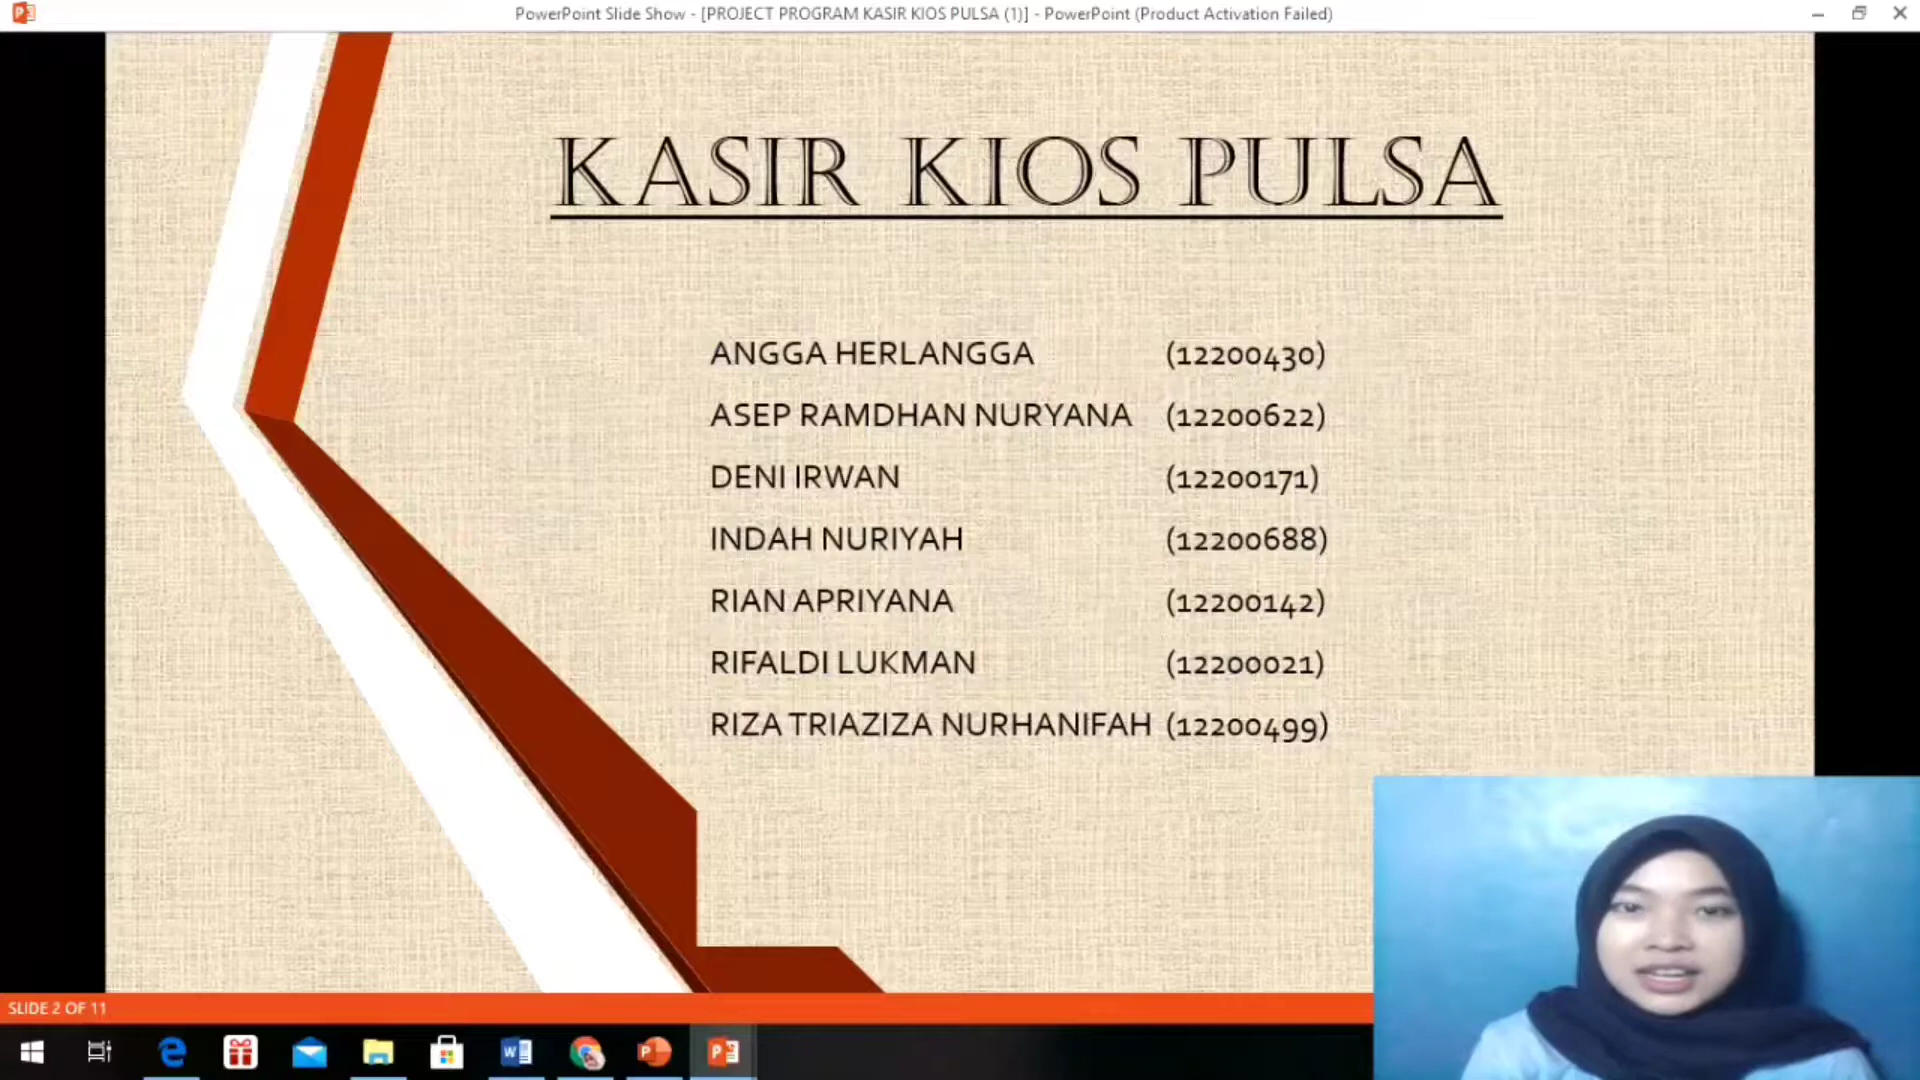 PowerPoint Slide Show - [PROJECT PROGRAM KASIR KIOS PULSA (1)] - PowerPoint (Product Activation Failed)
KASIR KIOS PULSA
ANGGA HERLANGGA (12200430)
ASEP RAMDHAN NURYANA (12200622)
DENI IRWAN (12200171)
INDAH NURIYAH (12200688)
RIAN APRIYANA (12200142)
RIFALDI LUKMAN (12200021)
RIZA TRIAZIZA NURHANIFAH (12200499)
SLIDE 2 OF 11